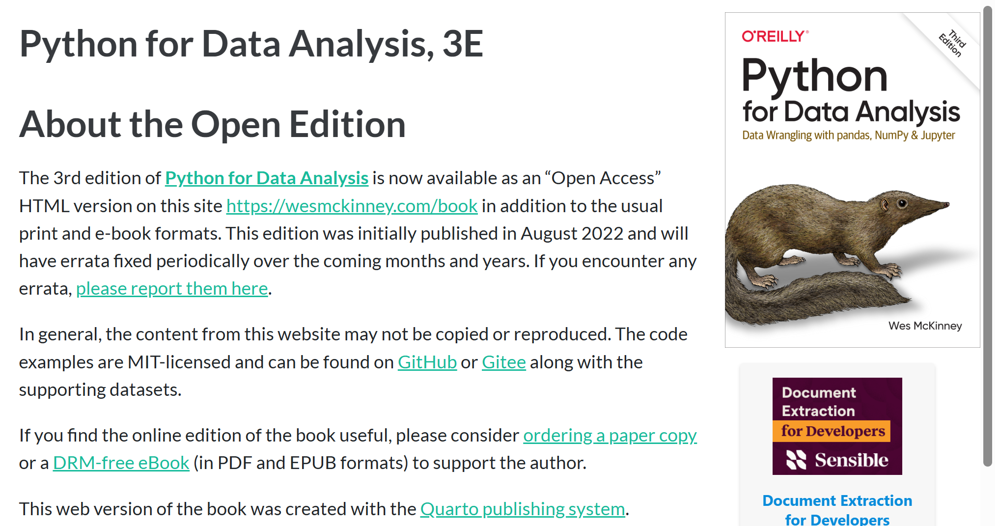 Python for Data Analysis, 3E
About the Open Edition
The 3rd edition of Python for Data Analysis is now available as an “Open Access”
HTML version on this site https://wesmckinney.com/book in addition to the usual
print and e-book formats. This edition was initially published in August 2022 and will
have errata fixed periodically over the coming months and years. If you encounter any
errata, please report them here.
In general, the content from this website may not be copied or reproduced. The code
examples are MIT-licensed and can be found on GitHub or Gitee along with the
supporting datasets.
If you find the online edition of the book useful, please consider ordering a paper copy
or a DRM-free eBook (in PDF and EPUB formats) to support the author.
This web version of the book was created with the Quarto publishing system.
O'REILLY®
Third
Edition
Python
for Data Analysis
Data Wrangling with pandas, NumPy & Jupyter
Wes McKinney
Document
Extraction
for Developers
Sensible
Document Extraction
for Developers